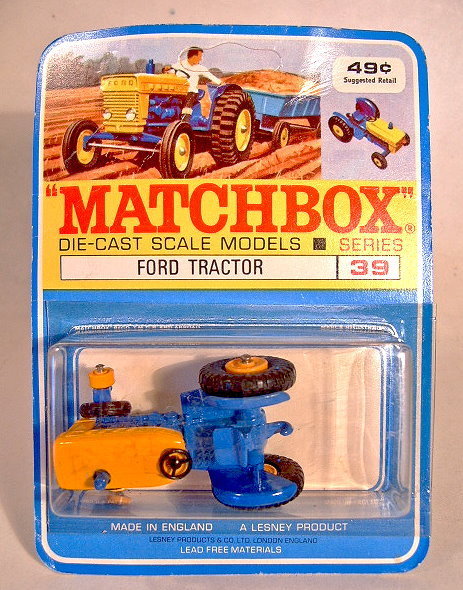 49¢
Suggested Retail
FORD
"MATCHBOX"®
DIE-CAST SCALE MODELS ■ SERIES
FORD TRACTOR 39
MADE IN ENGLAND A LESNEY PRODUCT
LESNEY PRODUCTS & CO. LTD. LONDON ENGLAND
LEAD FREE MATERIALS